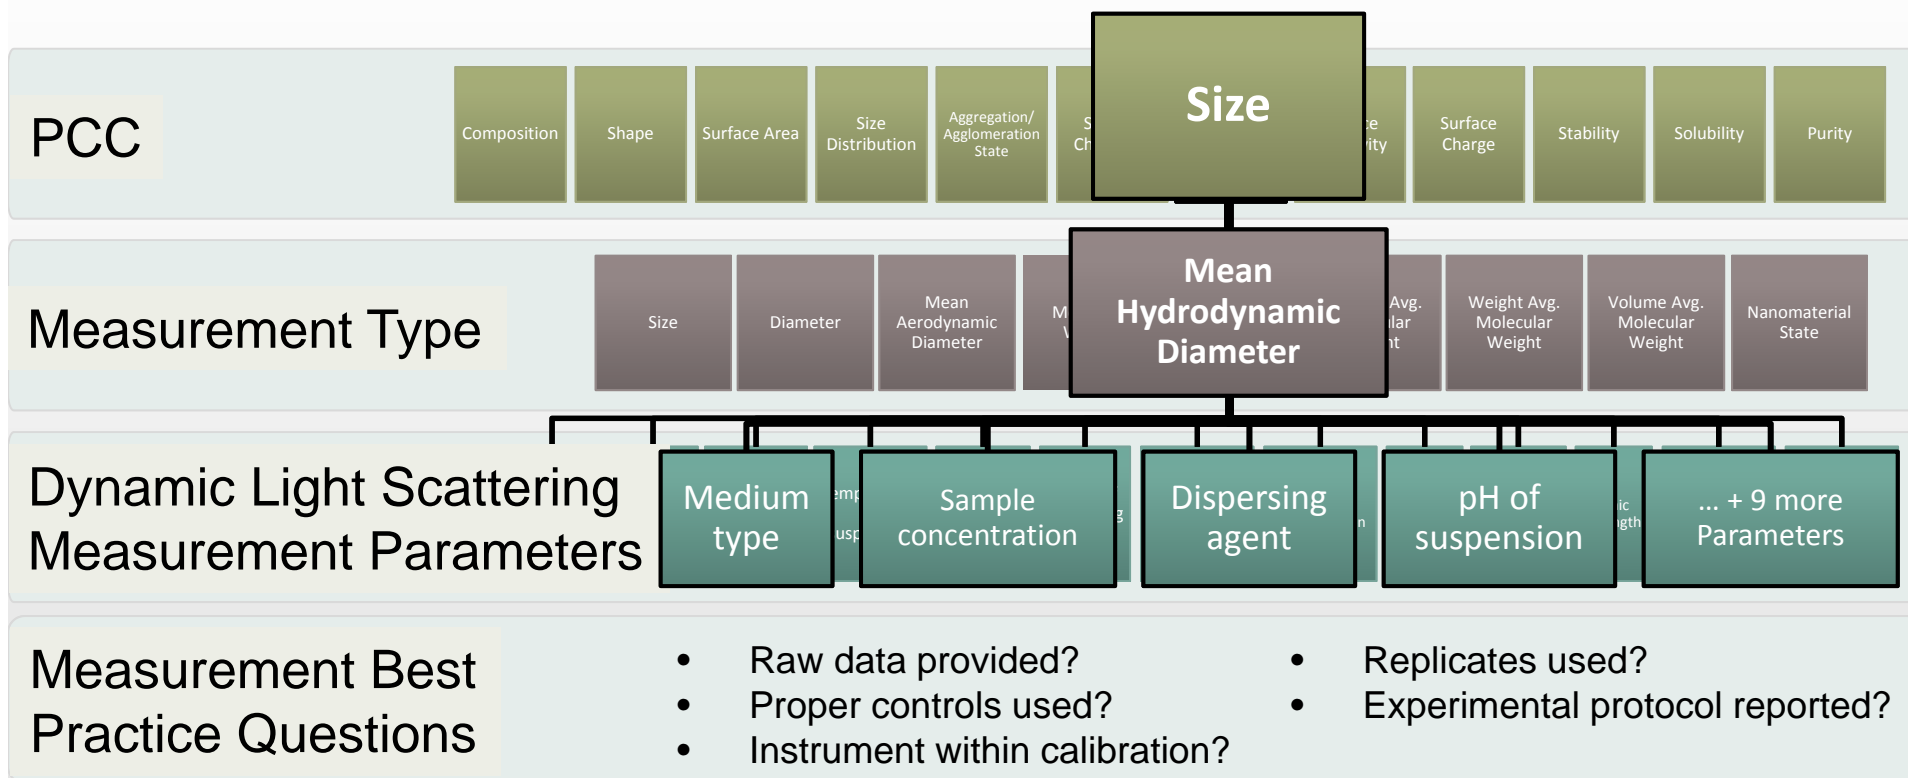 PCC
Composition
Shape
Surface Area
Size
Distribution
Aggregation/
Agglomeration
State
Size
Surface
Charge
Stability
Solubility
Purity
Measurement Type
Size
Diameter
Mean
Aerodynamic
Diameter
Mean
Hydrodynamic
Diameter
Avg.
Weight Avg.
Molecular
Weight
Volume Avg.
Molecular
Weight
Nanomaterial
State
Dynamic Light Scattering
Measurement Parameters
Medium
type
Sample
concentration
Dispersing
agent
pH of
suspension
... + 9 more
Parameters
Measurement Best
Practice Questions
• Raw data provided?
• Proper controls used?
• Instrument within calibration?
• Replicates used?
• Experimental protocol reported?